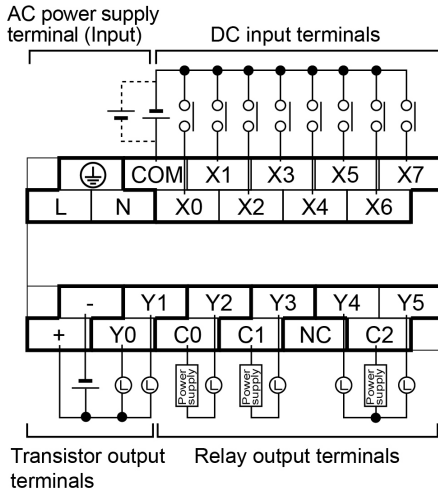 AC power supply
terminal (Input)
DC input terminals
COM X1 X3 X5 X7
L N X0 X2 X4 X6
- Y1 Y2 Y3 Y4 Y5
+ Y0 C0 C1 NC C2
L L Power supply L Power supply L L Power supply L
Transistor output
terminals
Relay output terminals